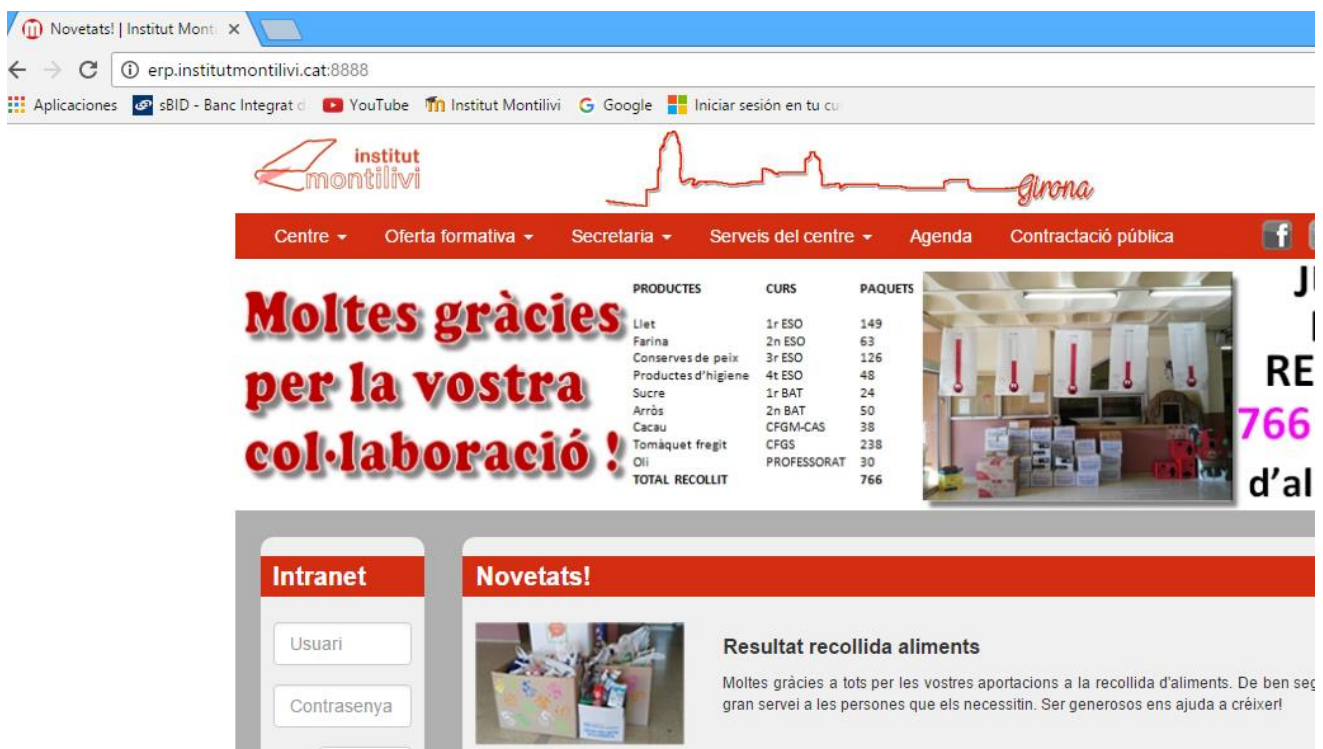 Novetats! | Institut Mont
erp.institutmontilivi.cat:8888
Aplicaciones sBID - Banc Integrat d YouTube Institut Montilivi Google Iniciar sesión en tu cu
institut
montilivi
Girona
Centre Oferta formativa Secretaria Serveis del centre Agenda Contractació pública
Moltes gràcies
per la vostra
col·laboració !
PRODUCTES CURS PAQUETS
Llet 1r ESO 149
Farina 2n ESO 63
Conserves de peix 3r ESO 126
Productes d'higiene 4t ESO 48
Sucre 1r BAT 24
Arròs 2n BAT 50
Cacau CFGM-CAS 38
Tomàquet fregit CFGS 238
Oli PROFESSORAT 30
TOTAL RECOLLIT 766
RE
766
d'al
Intranet
Usuari
Contrasenya
Novetats!
Resultat recollida aliments
Moltes gràcies a tots per les vostres aportacions a la recollida d'aliments. De ben seg
gran servei a les persones que els necessitin. Ser generosos ens ajuda a créixer!